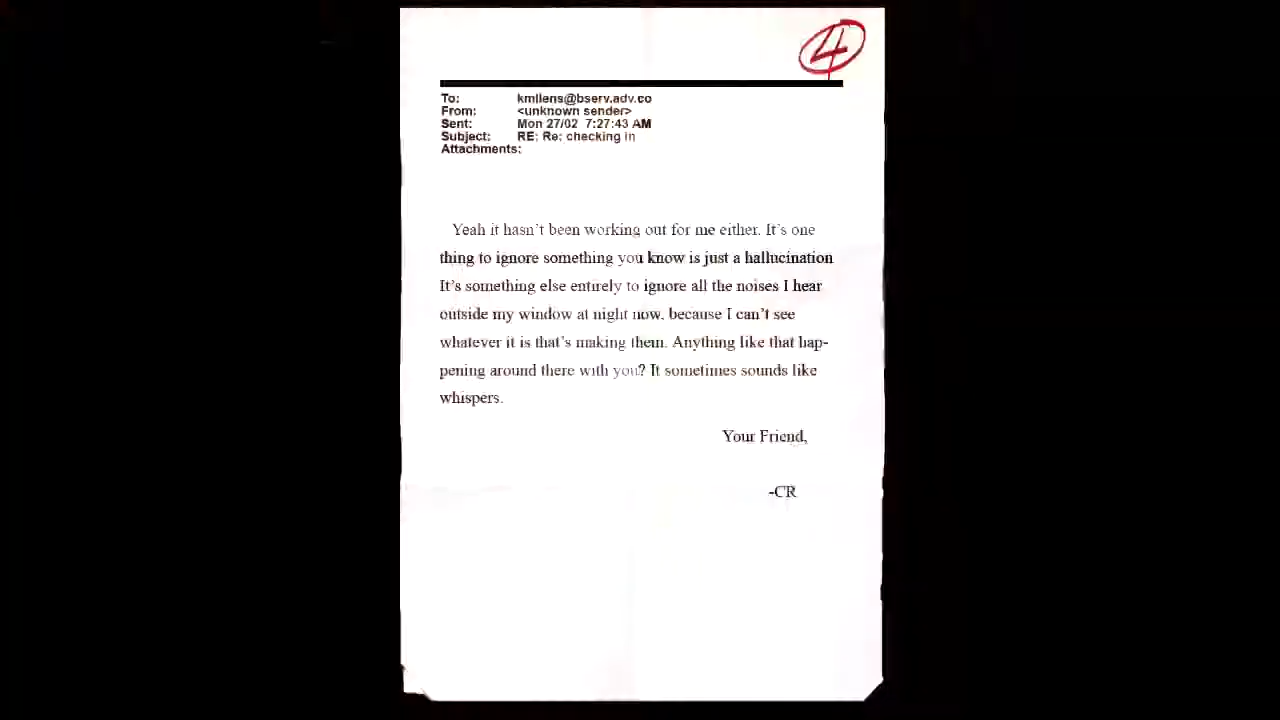 4
To: kmllens@bserv.adv.co
From: <unknown sender>
Sent: Mon 27/02 7:27:43 AM
Subject: RE: Re: checking in
Attachments:
Yeah it hasn't been working out for me either. It's one
thing to ignore something you know is just a hallucination
It's something else entirely to ignore all the noises I hear
outside my window at night now, because I can't see
whatever it is that's making them. Anything like that hap-
pening around there with you? It sometimes sounds like
whispers.
Your Friend,
-CR